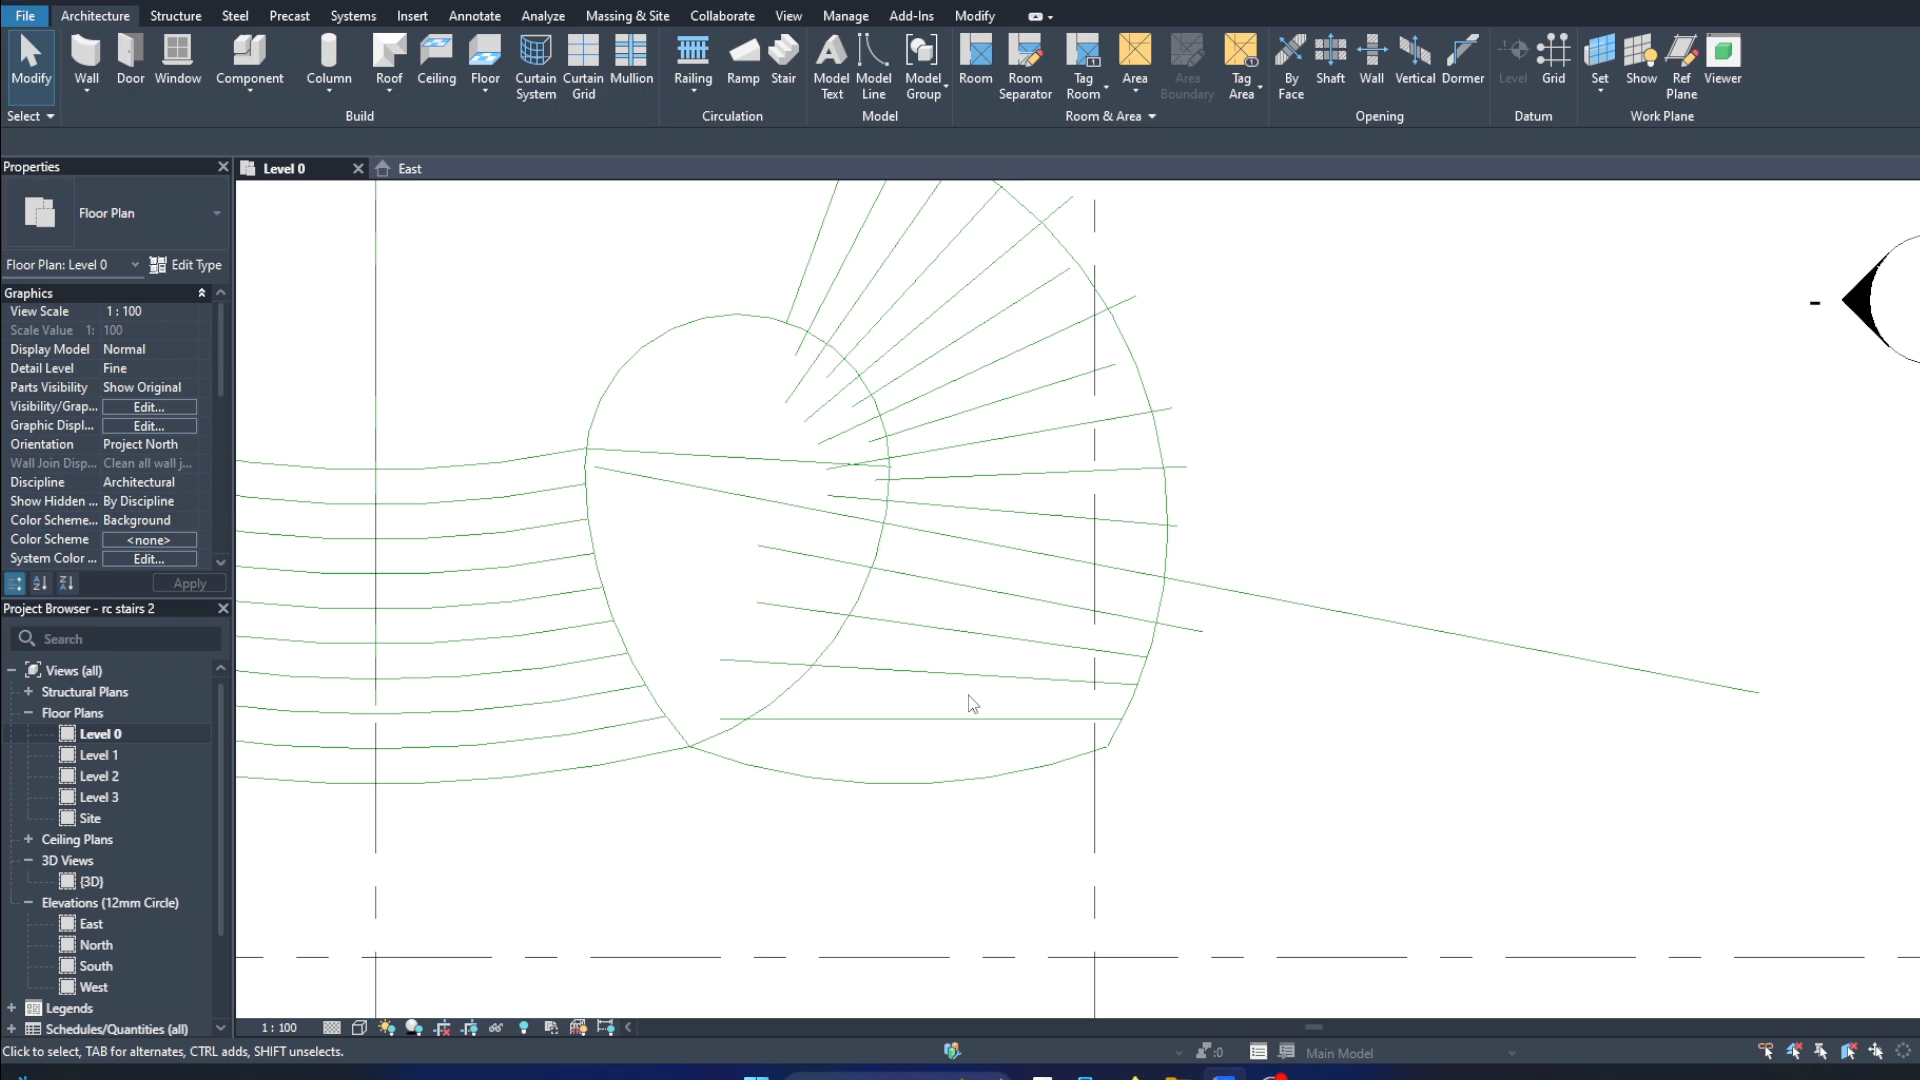 File Architecture Structure Steel Precast Systems Insert Annotate Analyze Massing & Site Collaborate View Manage Add-Ins Modify
Modify Wall Door Window Component Column Roof Ceiling Floor Curtain System Curtain Grid Mullion Railing Ramp Stair Model Text Model Line Model Group Room Room Separator Tag Room Area Area Boundary Tag Area By Face Shaft Wall Vertical Dormer Level Grid Set Show Ref Plane Viewer
Select Build Circulation Model Room & Area Opening Datum Work Plane
Properties
Level 0 East
Floor Plan
Floor Plan: Level 0 Edit Type
Graphics
View Scale 1 : 100
Scale Value 1: 100
Display Model Normal
Detail Level Fine
Parts Visibility Show Original
Visibility/Grap... Edit...
Graphic Displ... Edit...
Orientation Project North
Wall Join Disp... Clean all wall j...
Discipline Architectural
Show Hidden ... By Discipline
Color Scheme... Background
Color Scheme <none>
System Color ... Edit...
Apply
Project Browser - rc stairs 2
Search
Views (all)
Structural Plans
Floor Plans
Level 0
Level 1
Level 2
Level 3
Site
Ceiling Plans
3D Views
{3D}
Elevations (12mm Circle)
East
North
South
West
Legends
Schedules/Quantities (all)
1 : 100
Click to select, TAB for alternates, CTRL adds, SHIFT unselects.
:0 Main Model